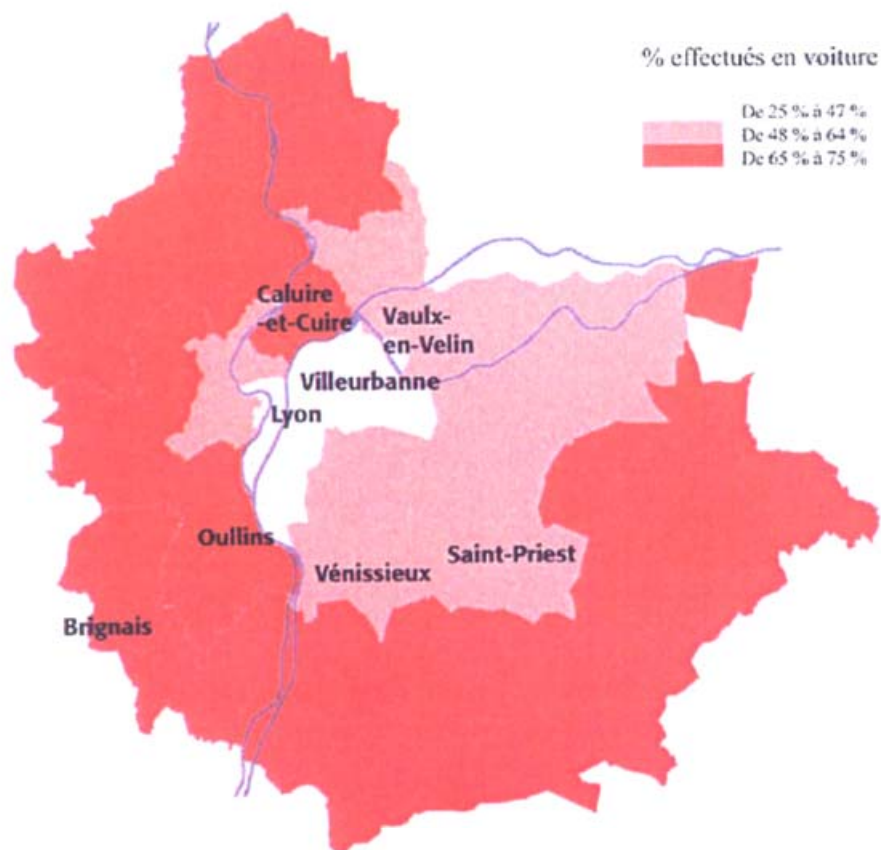 % effectués en voiture
De 25 % à 47 %
De 48 % à 64 %
De 65 % à 75 %
Caluire
-et-Cuire
Vaulx-
en-Velin
Villeurbanne
Lyon
Oullins
Vénissieux
Saint-Priest
Brignais